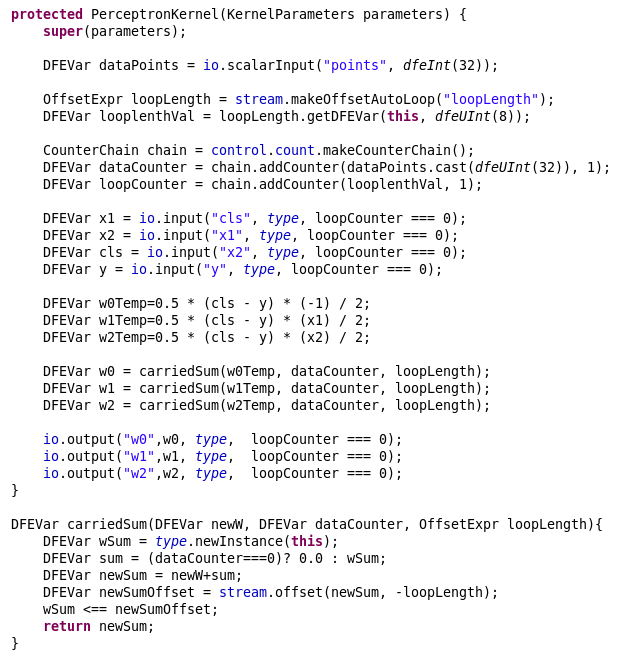 protected PerceptronKernel(KernelParameters parameters) {
    super(parameters);

    DFEVar dataPoints = io.scalarInput("points", dfeInt(32));

    OffsetExpr loopLength = stream.makeOffsetAutoLoop("loopLength");
    DFEVar looplenthVal = loopLength.getDFEVar(this, dfeUInt(8));

    CounterChain chain = control.count.makeCounterChain();
    DFEVar dataCounter = chain.addCounter(dataPoints.cast(dfeUInt(32)), 1);
    DFEVar loopCounter = chain.addCounter(looplenthVal, 1);

    DFEVar x1 = io.input("cls", type, loopCounter === 0);
    DFEVar x2 = io.input("x1", type, loopCounter === 0);
    DFEVar cls = io.input("x2", type, loopCounter === 0);
    DFEVar y = io.input("y", type, loopCounter === 0);

    DFEVar w0Temp=0.5 * (cls - y) * (-1) / 2;
    DFEVar w1Temp=0.5 * (cls - y) * (x1) / 2;
    DFEVar w2Temp=0.5 * (cls - y) * (x2) / 2;

    DFEVar w0 = carriedSum(w0Temp, dataCounter, loopLength);
    DFEVar w1 = carriedSum(w1Temp, dataCounter, loopLength);
    DFEVar w2 = carriedSum(w2Temp, dataCounter, loopLength);

    io.output("w0",w0, type,  loopCounter === 0);
    io.output("w1",w1, type,  loopCounter === 0);
    io.output("w2",w2, type,  loopCounter === 0);
}

DFEVar carriedSum(DFEVar newW, DFEVar dataCounter, OffsetExpr loopLength){
    DFEVar wSum = type.newInstance(this);
    DFEVar sum = (dataCounter===0)? 0.0 : wSum;
    DFEVar newSum = newW+sum;
    DFEVar newSumOffset = stream.offset(newSum, -loopLength);
    wSum <== newSumOffset;
    return newSum;
}